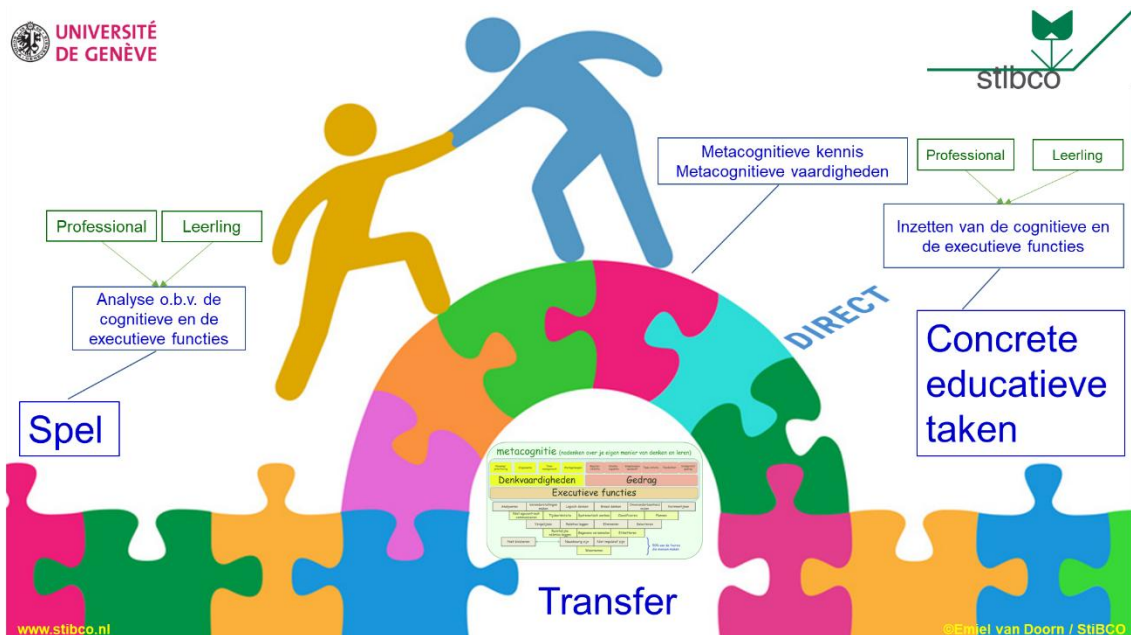 UNIVERSITÉ
DE GENÈVE
stibco
Metacognitieve kennis
Metacognitieve vaardigheden
Professional
Leerling
Professional
Leerling
Inzetten van de cognitieve en
de executieve functies
Analyse o.b.v. de
cognitieve en de
executieve functies
DIRECT
Concrete
educatieve
taken
Spel
metacognitie (nadenken over je eigen manier van denken en leren)
Denkvaardigheden
Gedrag
Executieve functies
Transfer
www.stibco.nl
©Emiel van Doorn / StiBCO